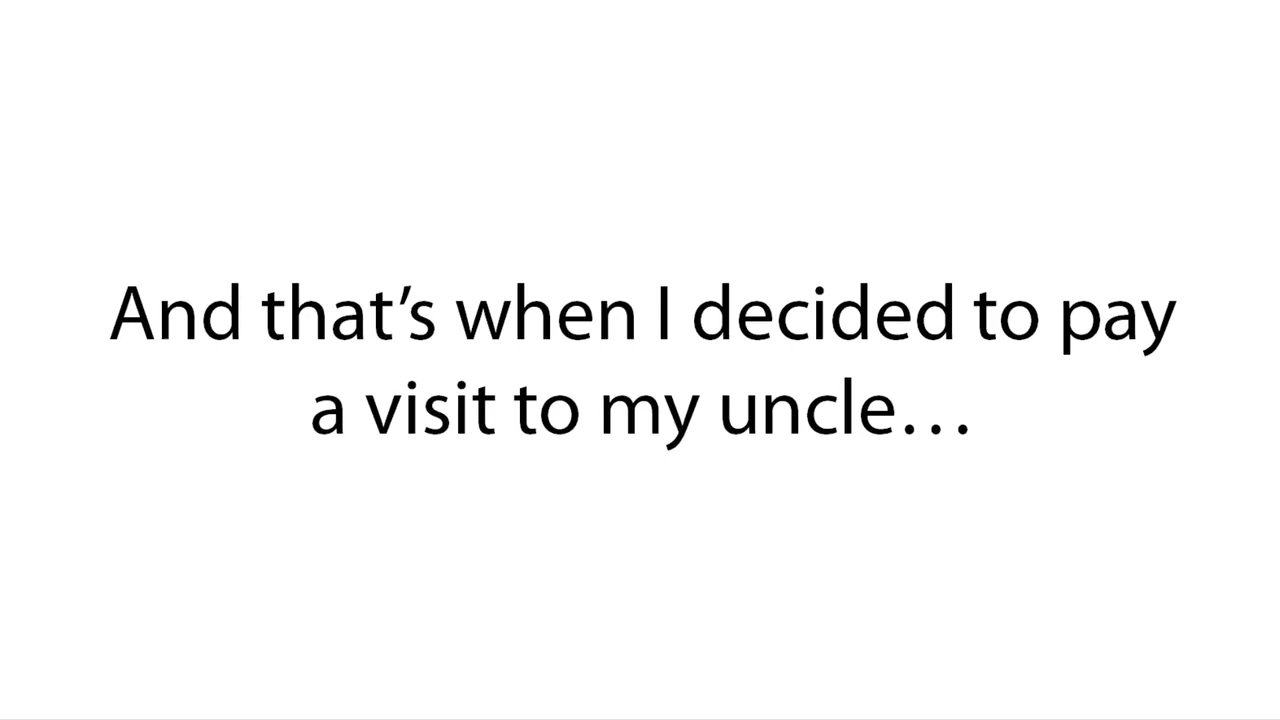 And that’s when I decided to pay
a visit to my uncle…